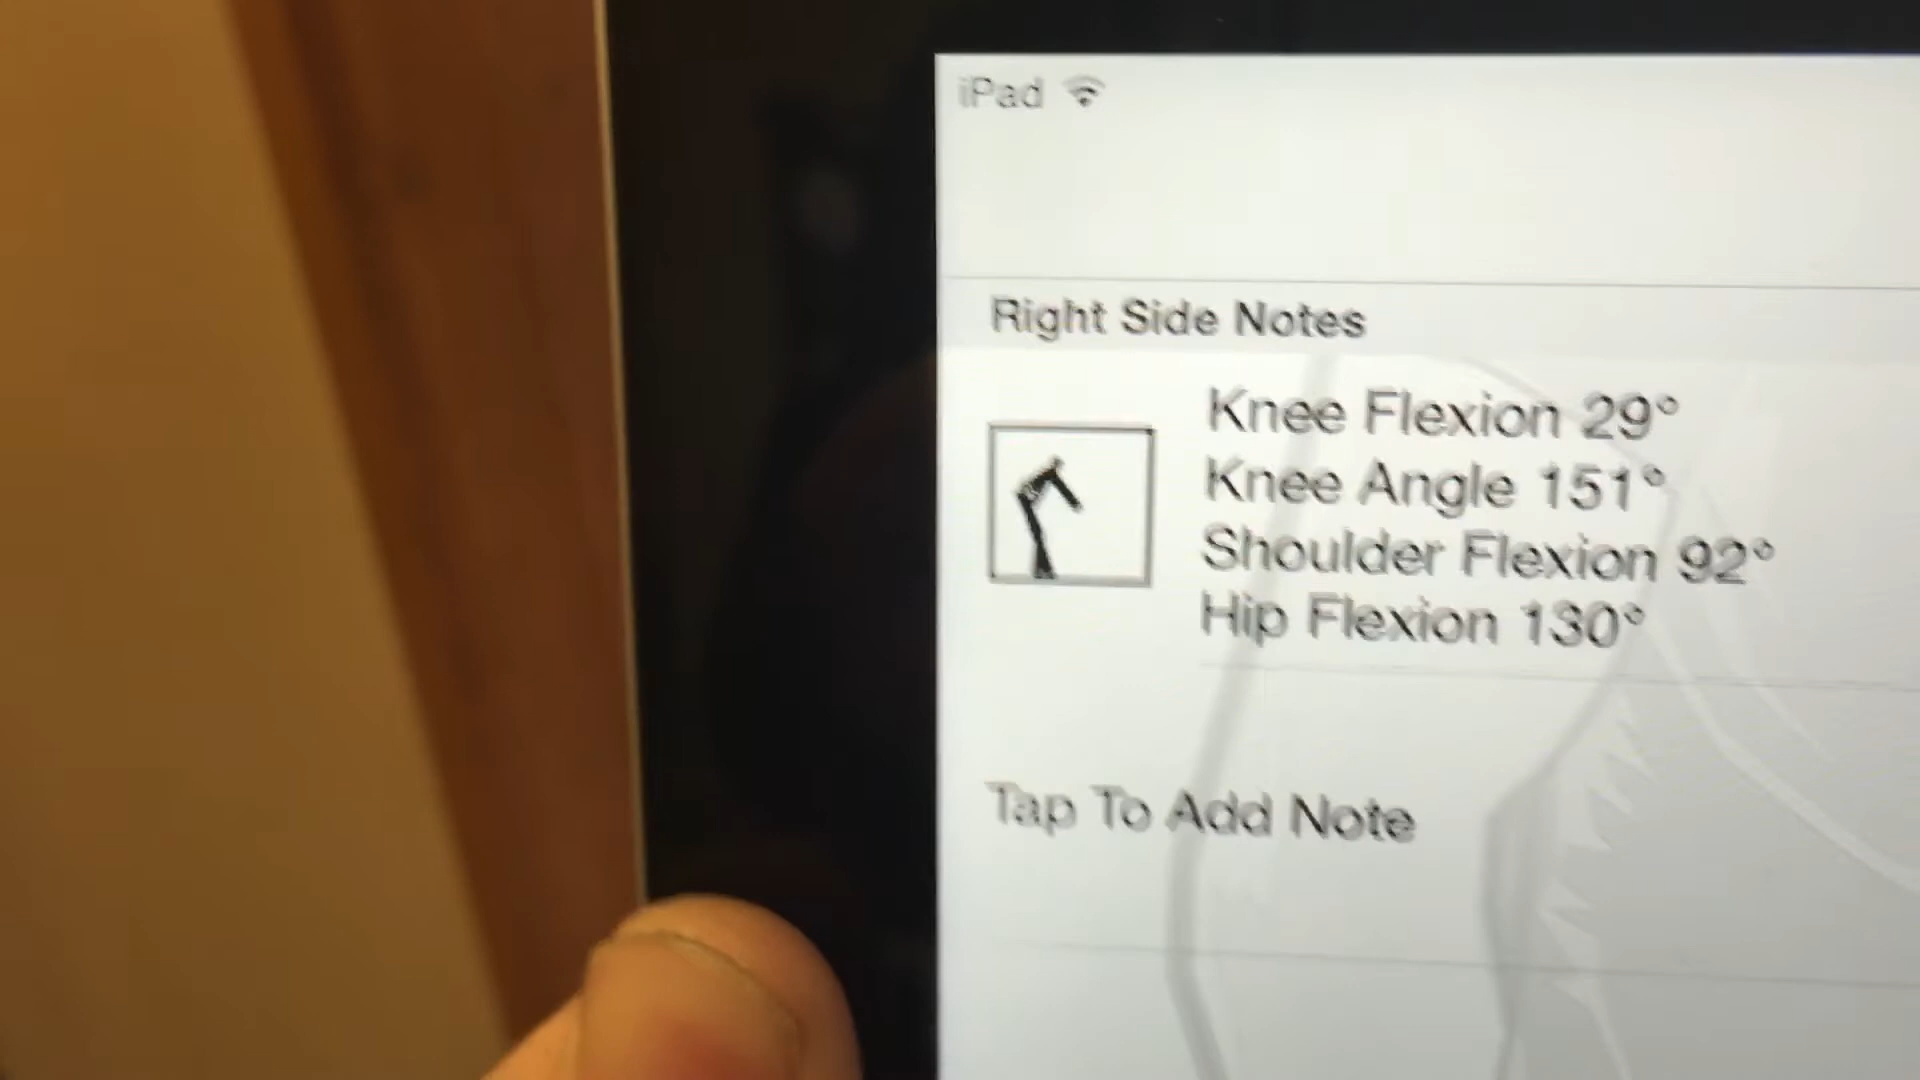 iPad
Right Side Notes
Knee Flexion 29°
Knee Angle 151°
Shoulder Flexion 92°
Hip Flexion 130°
Tap To Add Note